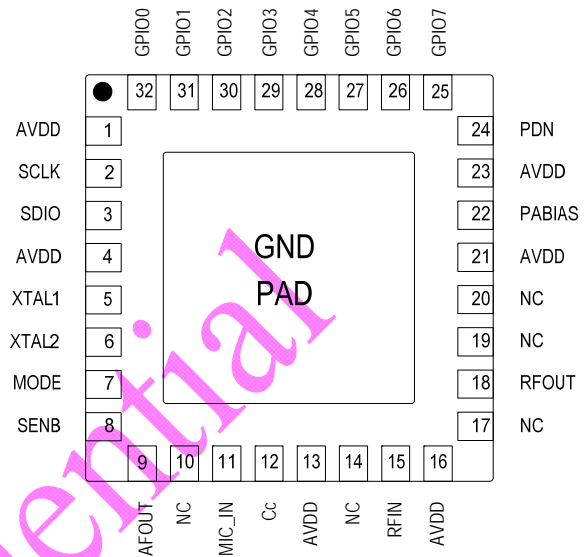 GPIO0 GPIO1 GPIO2 GPIO3 GPIO4 GPIO5 GPIO6 GPIO7
32 31 30 29 28 27 26 25
AVDD 1 24 PDN
SCLK 2 23 AVDD
SDIO 3 22 PABIAS
AVDD 4 21 AVDD
XTAL1 5 20 NC
XTAL2 6 19 NC
MODE 7 18 RFOUT
SENB 8 17 NC
GND
PAD
9 10 11 12 13 14 15 16
AFOUT NC MIC_IN Cc AVDD NC RFIN AVDD
dential